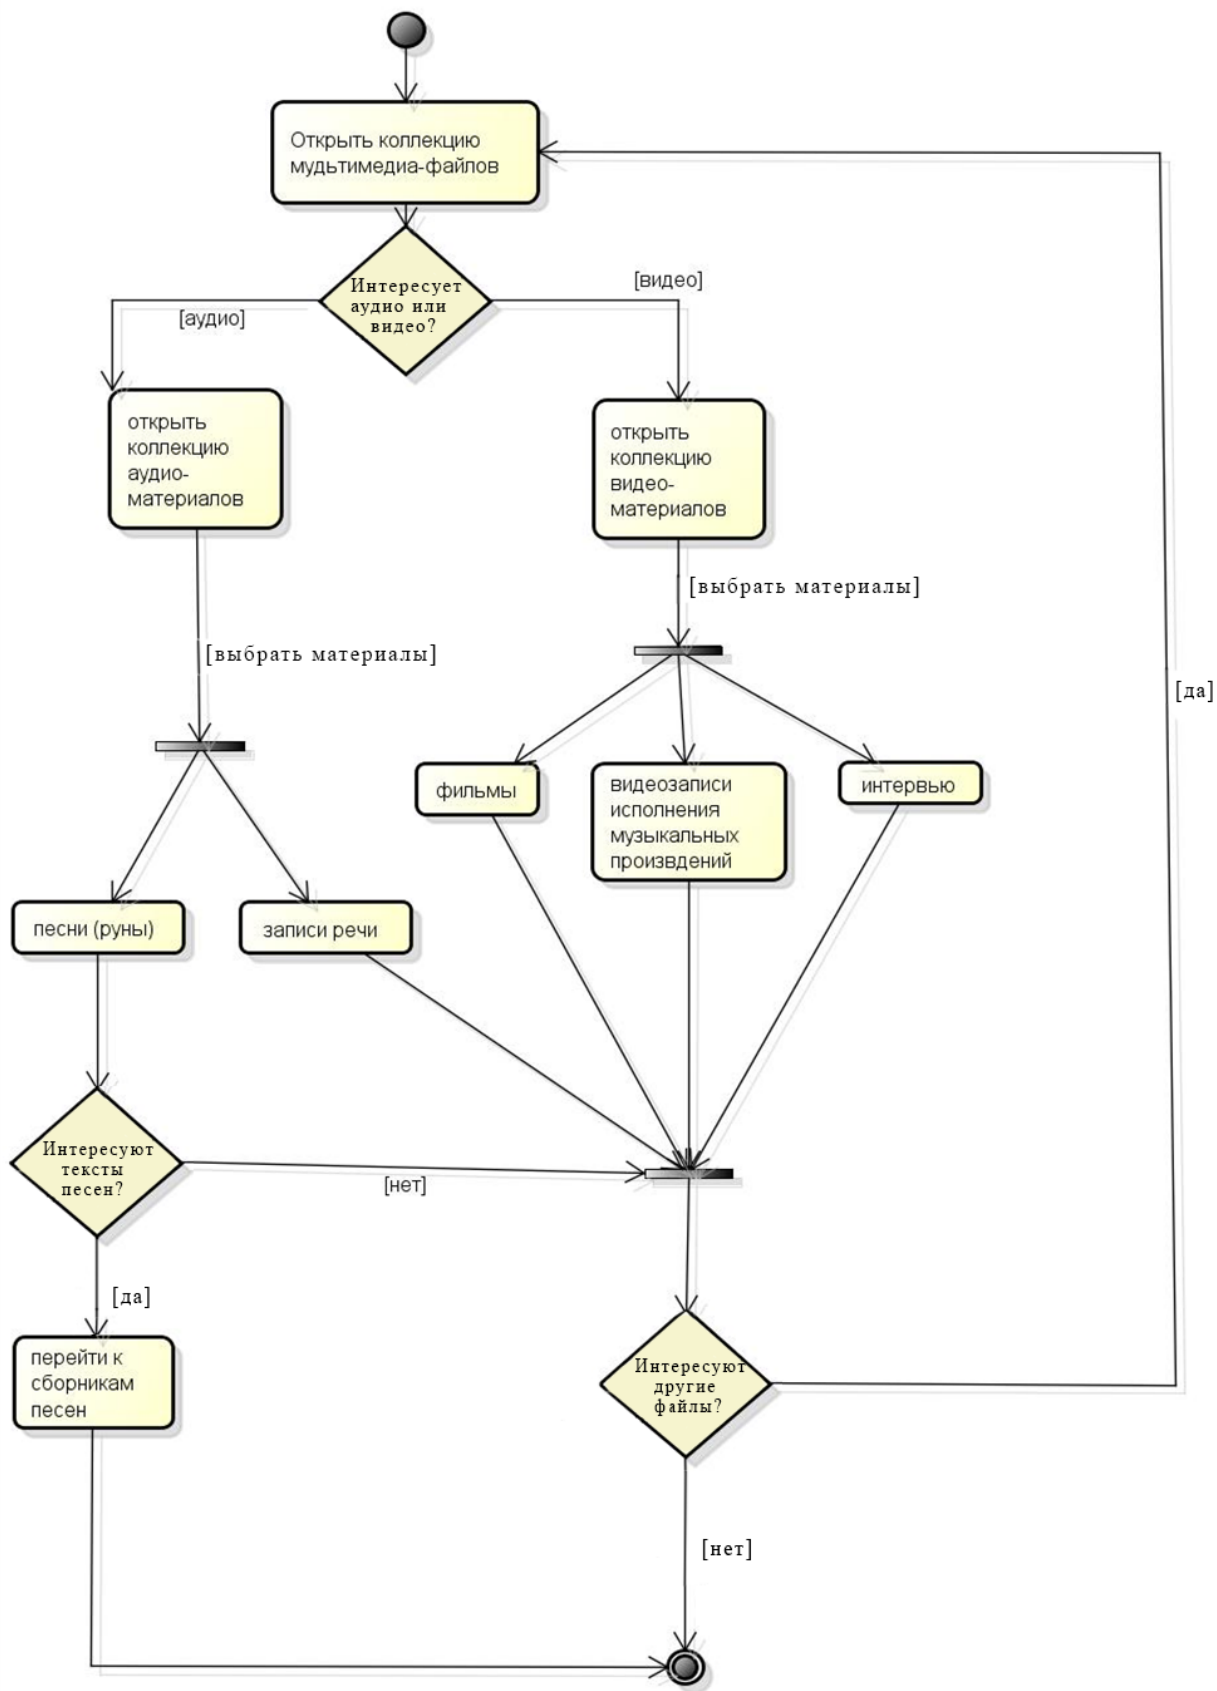 Открыть коллекцию
мудьтимедиа-файлов
Интересует
аудио или
видео?
[аудио]
[видео]
открыть
коллекцию
аудио-
материалов
открыть
коллекцию
видео-
материалов
[выбрать материалы]
[выбрать материалы]
[да]
фильмы
видеозаписи
исполнения
музыкальных
произвдений
интервью
песни (руны)
записи речи
Интересуют
тексты
песен?
[нет]
[да]
перейти к
сборникам
песен
Интересуют
другие
файлы?
[нет]